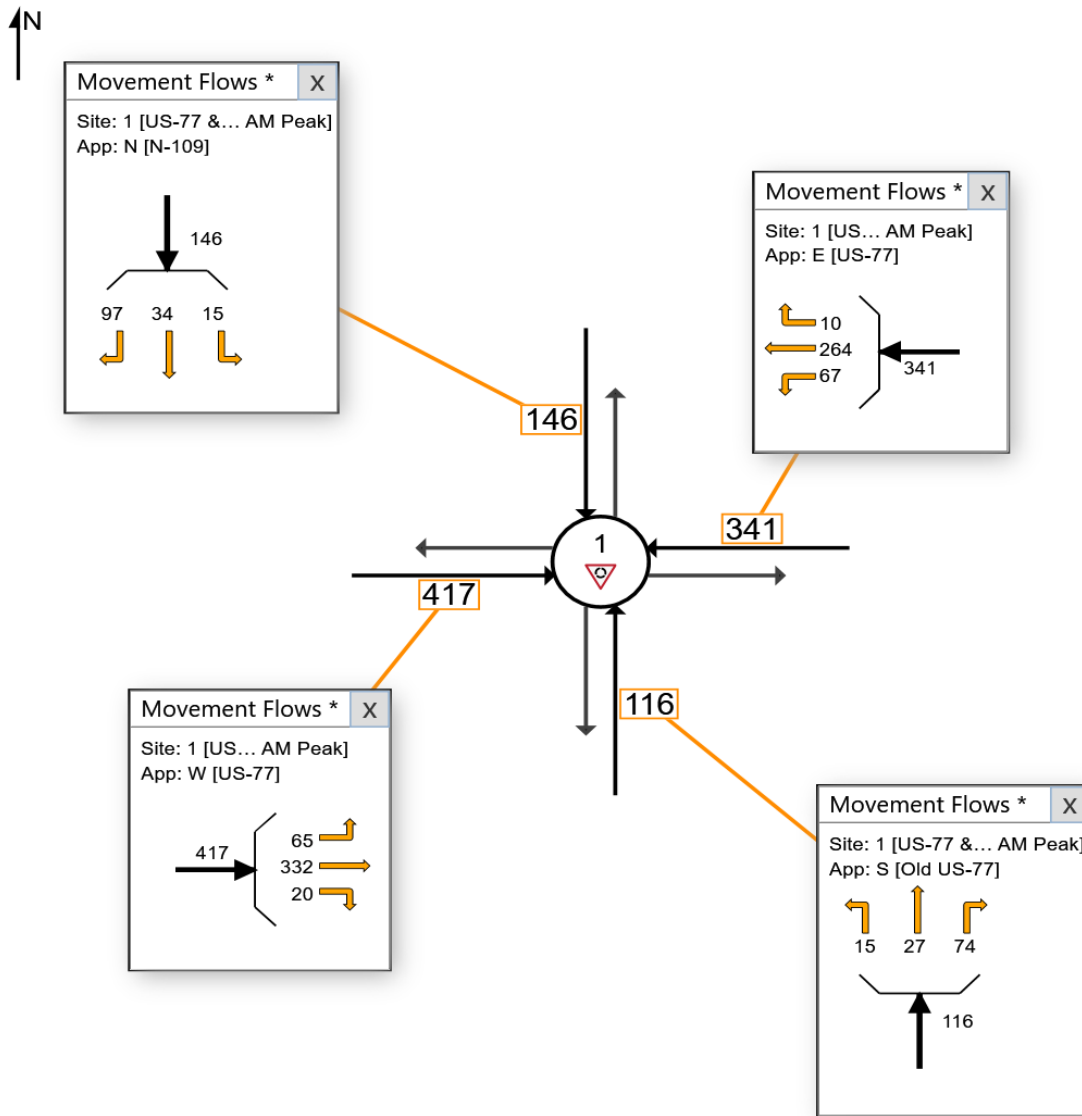 N
Movement Flows * X
Site: 1 [US-77 &... AM Peak]
App: N [N-109]
146
97 34 15
Movement Flows * X
Site: 1 [US... AM Peak]
App: E [US-77]
10
264
67
341
146
341
1
417
116
Movement Flows * X
Site: 1 [US... AM Peak]
App: W [US-77]
417
65
332
20
Movement Flows * X
Site: 1 [US-77 &... AM Peak]
App: S [Old US-77]
15 27 74
116